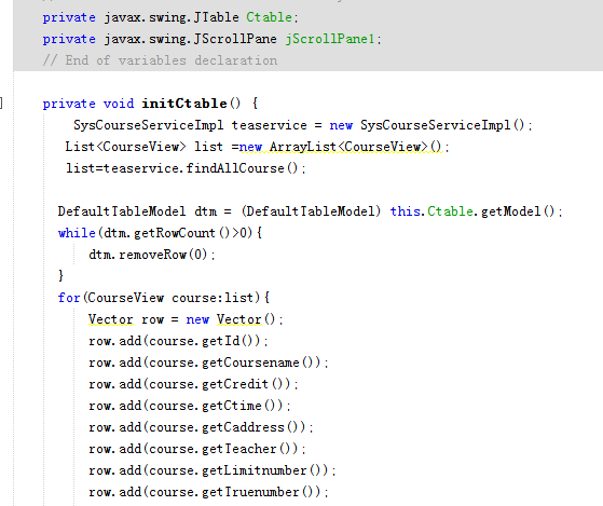 private javax.swing.JTable Ctable;
private javax.swing.JScrollPane jScrollPane1;
// End of variables declaration
private void initCtable() {
SysCourseServiceImpl teaservice = new SysCourseServiceImpl();
List<CourseView> list =new ArrayList<CourseView>();
list=teaservice.findAllCourse();
DefaultTableModel dtm = (DefaultTableModel) this.Ctable.getModel();
while(dtm.getRowCount()>0){
dtm.removeRow(0);
}
for(CourseView course:list){
Vector row = new Vector();
row.add(course.getId());
row.add(course.getCoursename());
row.add(course.getCredit());
row.add(course.getCtime());
row.add(course.getCaddress());
row.add(course.getTeacher());
row.add(course.getLimitnumber());
row.add(course.getTruenumber());